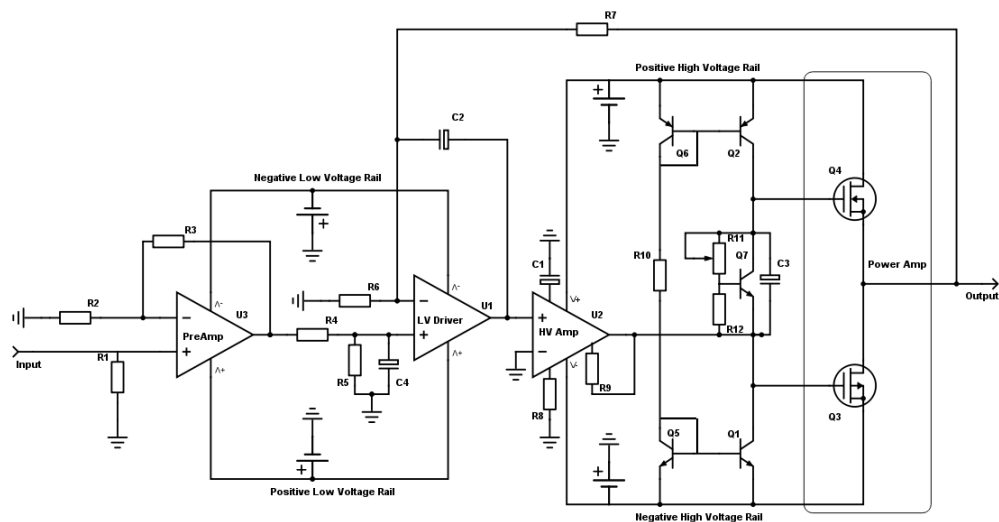 R7
Positive High Voltage Rail
C2
Q6
Q2
Negative Low Voltage Rail
Q4
R3
R11
C1
R10
Q7
C3
Power Amp
R6
V-
V-
U1
V+
R2
U3
LV Driver
U2
Output
PreAmp
R4
HV Amp
R12
R1
V+
V+
V-
Input
R5
C4
R9
R8
Q3
Q5
Q1
Positive Low Voltage Rail
Negative High Voltage Rail